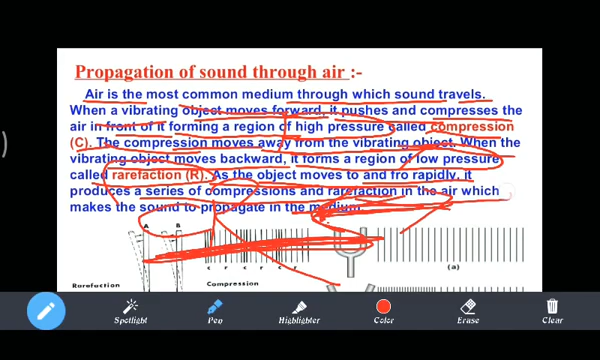 Propagation of sound through air :-
Air is the most common medium through which sound travels.
When a vibrating object moves forward, it pushes and compresses the
air in front of it forming a region of high pressure called compression
(C). The compression moves away from the vibrating object. When the
vibrating object moves backward, it forms a region of low pressure
called rarefaction (R). As the object moves to and fro rapidly, it
produces a series of compressions and rarefaction in the air which
makes the sound to propagate in the medium.
A B
c r c r c r
(a)
Rarefaction Compression
Spotlight Pen Highlighter Color Erase Clear